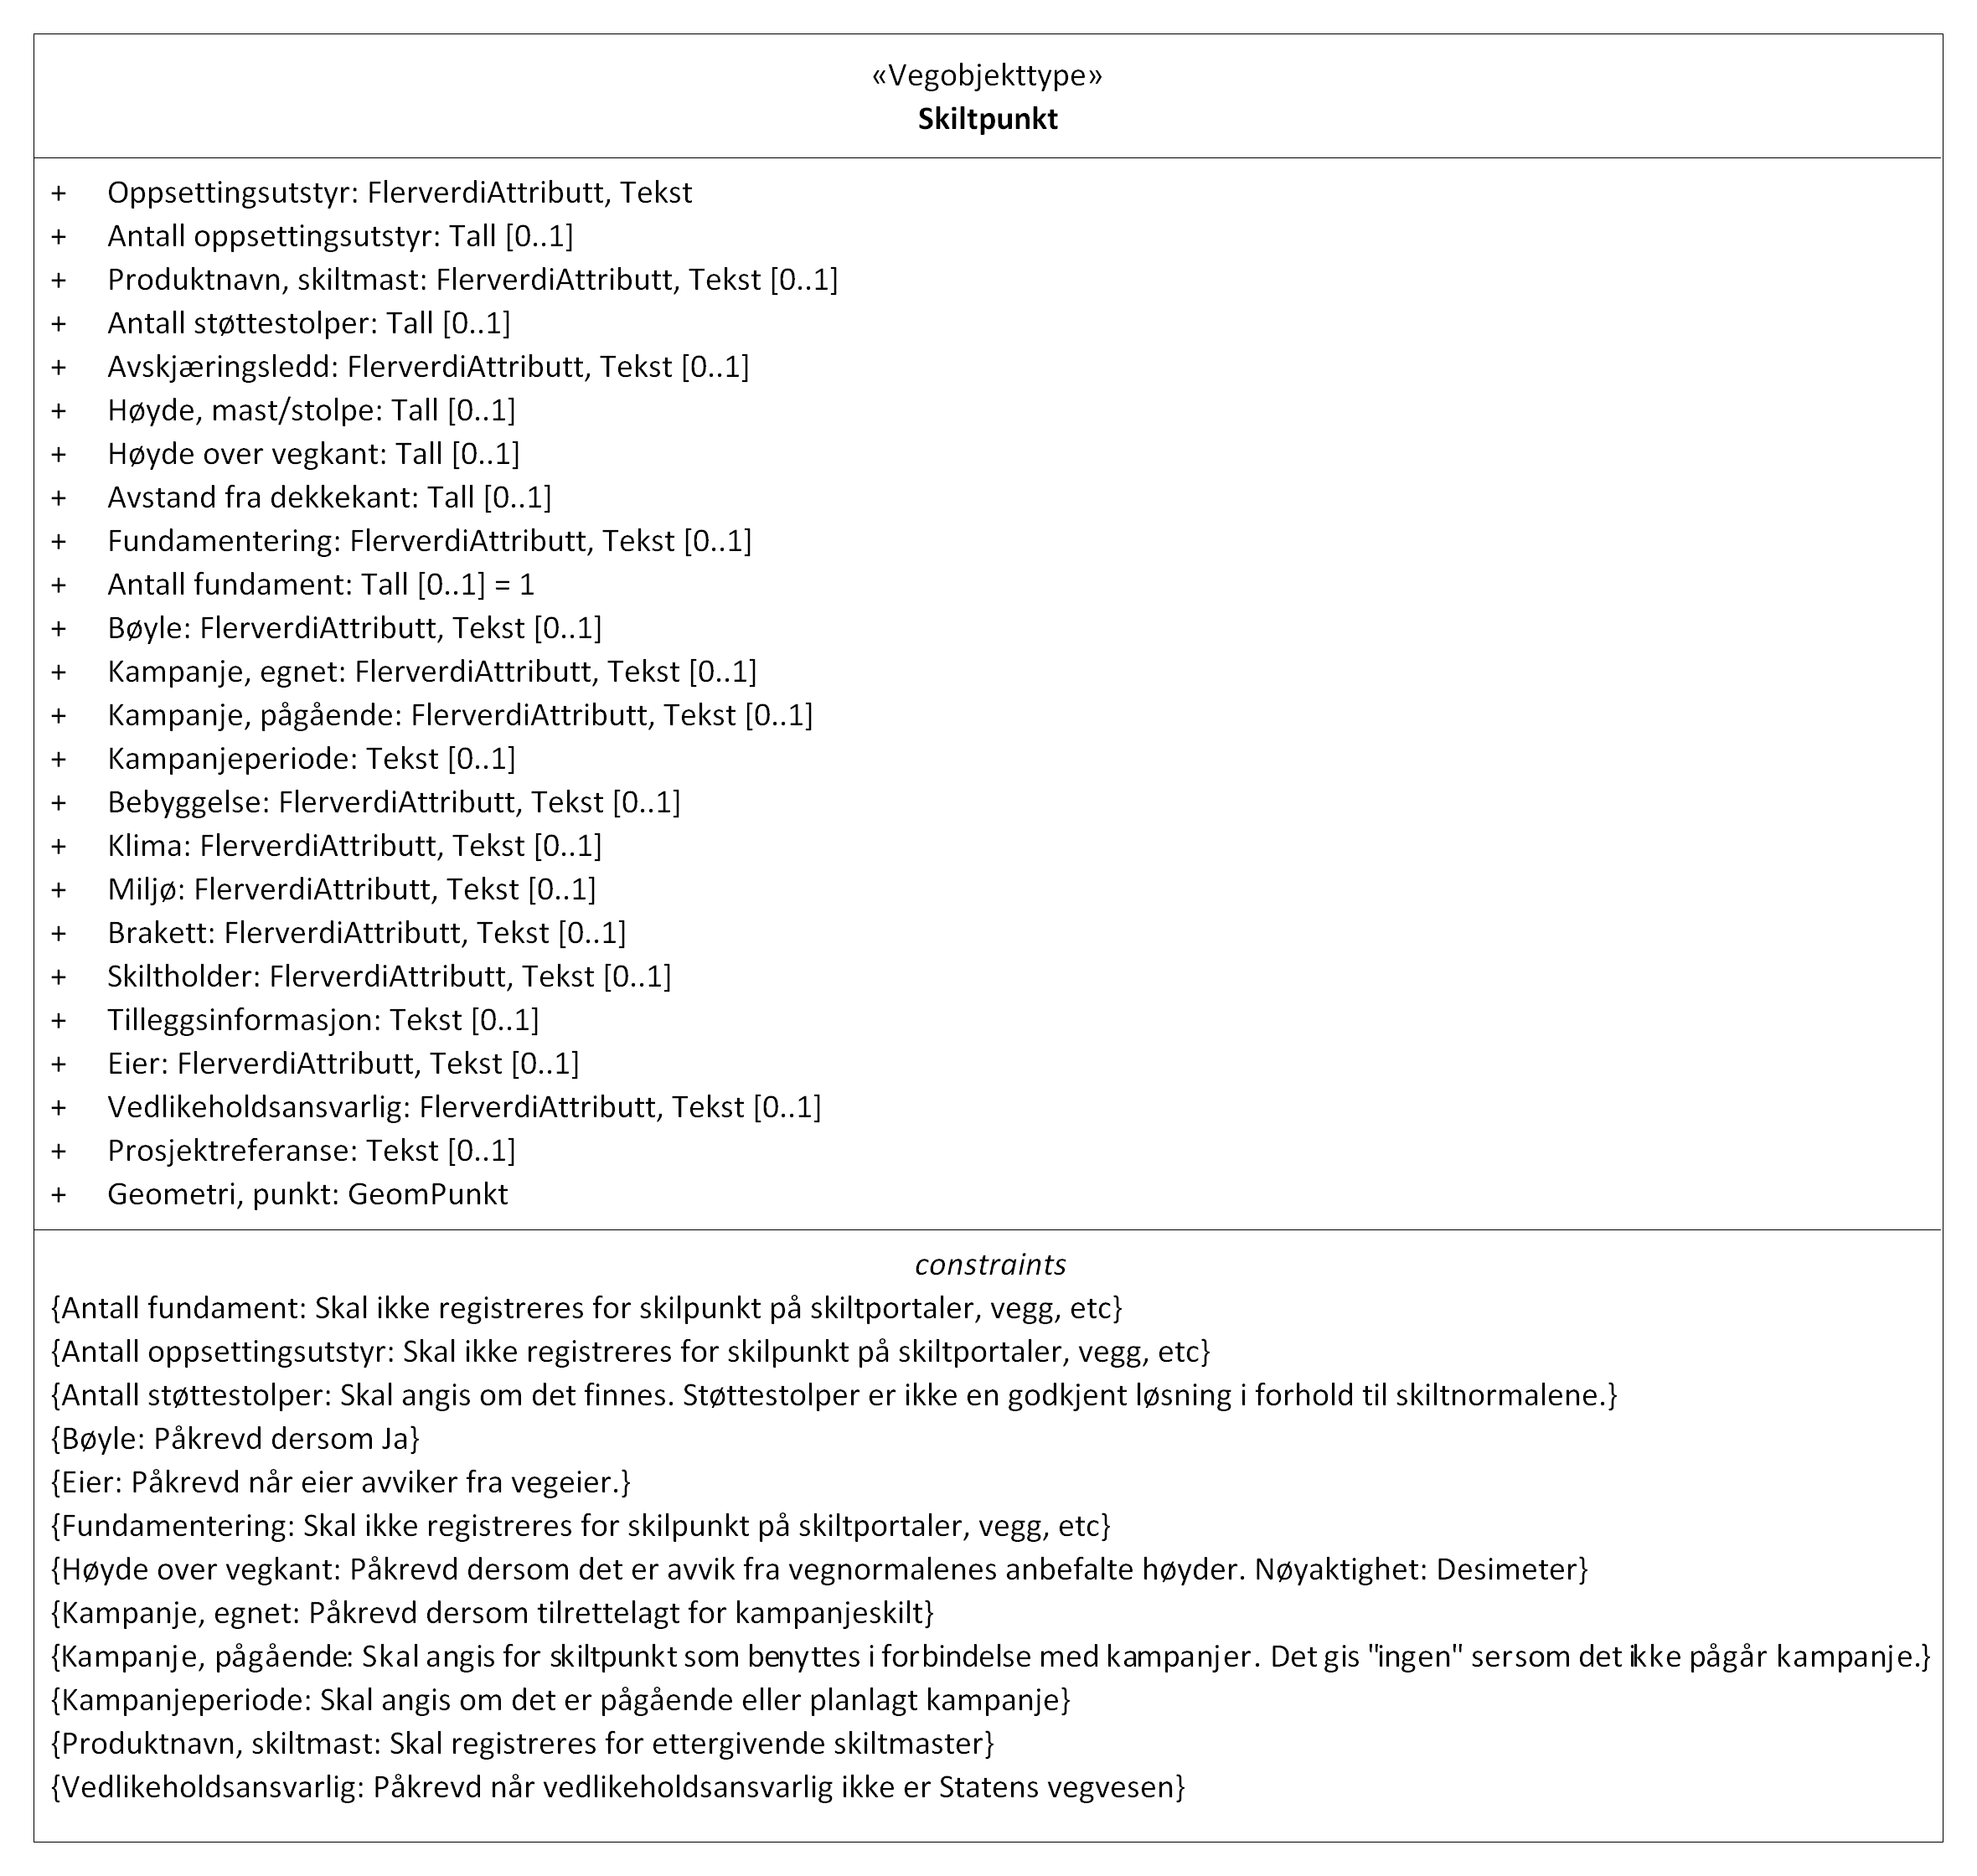 «Vegobjekttype»
Skiltpunkt
+ Oppsettingsutstyr: FlerverdiAttributt, Tekst
+ Antall oppsettingsutstyr: Tall [0..1]
+ Produktnavn, skiltmast: FlerverdiAttributt, Tekst [0..1]
+ Antall støttestolper: Tall [0..1]
+ Avskjæringsledd: FlerverdiAttributt, Tekst [0..1]
+ Høyde, mast/stolpe: Tall [0..1]
+ Høyde over vegkant: Tall [0..1]
+ Avstand fra dekkekant: Tall [0..1]
+ Fundamentering: FlerverdiAttributt, Tekst [0..1]
+ Antall fundament: Tall [0..1] = 1
+ Bøyle: FlerverdiAttributt, Tekst [0..1]
+ Kampanje, egnet: FlerverdiAttributt, Tekst [0..1]
+ Kampanje, pågående: FlerverdiAttributt, Tekst [0..1]
+ Kampanjeperiode: Tekst [0..1]
+ Bebyggelse: FlerverdiAttributt, Tekst [0..1]
+ Klima: FlerverdiAttributt, Tekst [0..1]
+ Miljø: FlerverdiAttributt, Tekst [0..1]
+ Brakett: FlerverdiAttributt, Tekst [0..1]
+ Skiltholder: FlerverdiAttributt, Tekst [0..1]
+ Tilleggsinformasjon: Tekst [0..1]
+ Eier: FlerverdiAttributt, Tekst [0..1]
+ Vedlikeholdsansvarlig: FlerverdiAttributt, Tekst [0..1]
+ Prosjektreferanse: Tekst [0..1]
+ Geometri, punkt: GeomPunkt
constraints
{Antall fundament: Skal ikke registreres for skilpunkt på skiltportaler, vegg, etc}
{Antall oppsettingsutstyr: Skal ikke registreres for skilpunkt på skiltportaler, vegg, etc}
{Antall støttestolper: Skal angis om det finnes. Støttestolper er ikke en godkjent løsning i forhold til skiltnormalene.}
{Bøyle: Påkrevd dersom Ja}
{Eier: Påkrevd når eier avviker fra vegeier.}
{Fundamentering: Skal ikke registreres for skilpunkt på skiltportaler, vegg, etc}
{Høyde over vegkant: Påkrevd dersom det er avvik fra vegnormalenes anbefalte høyder. Nøyaktighet: Desimeter}
{Kampanje, egnet: Påkrevd dersom tilrettelagt for kampanjeskilt}
{Kampanje, pågående: Skal angis for skiltpunkt som benyttes i forbindelse med kampanjer. Det gis "ingen" sersom det ikke pågår kampanje.}
{Kampanjeperiode: Skal angis om det er pågående eller planlagt kampanje}
{Produktnavn, skiltmast: Skal registreres for ettergivende skiltmaster}
{Vedlikeholdsansvarlig: Påkrevd når vedlikeholdsansvarlig ikke er Statens vegvesen}